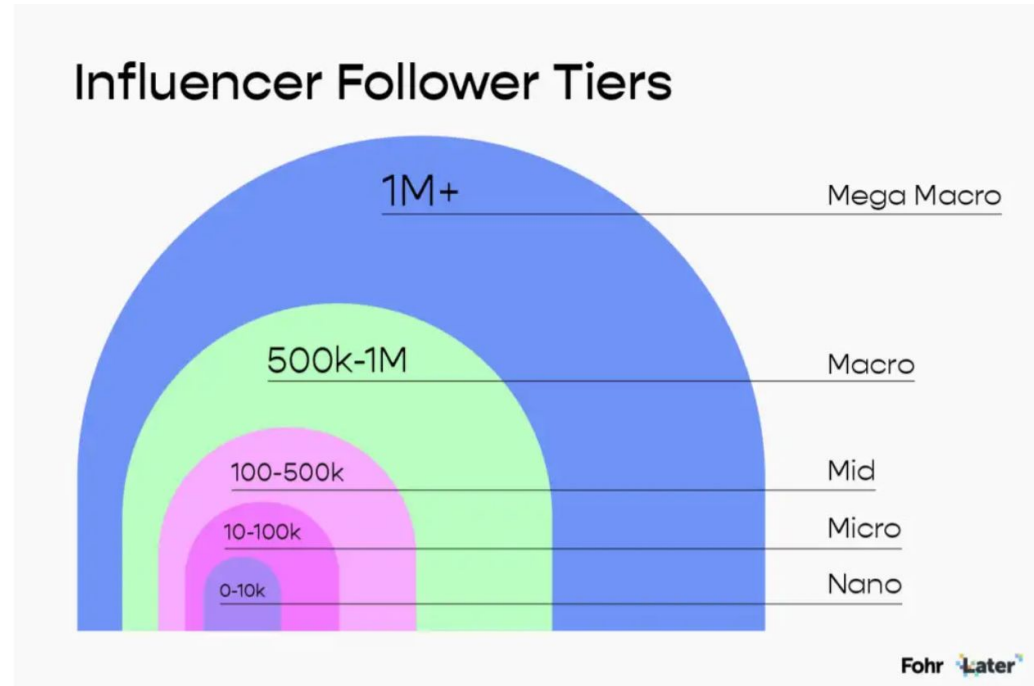 Influencer Follower Tiers
1M+ Mega Macro
500k-1M Macro
100-500k Mid
10-100k Micro
0-10k Nano
Fohr Later